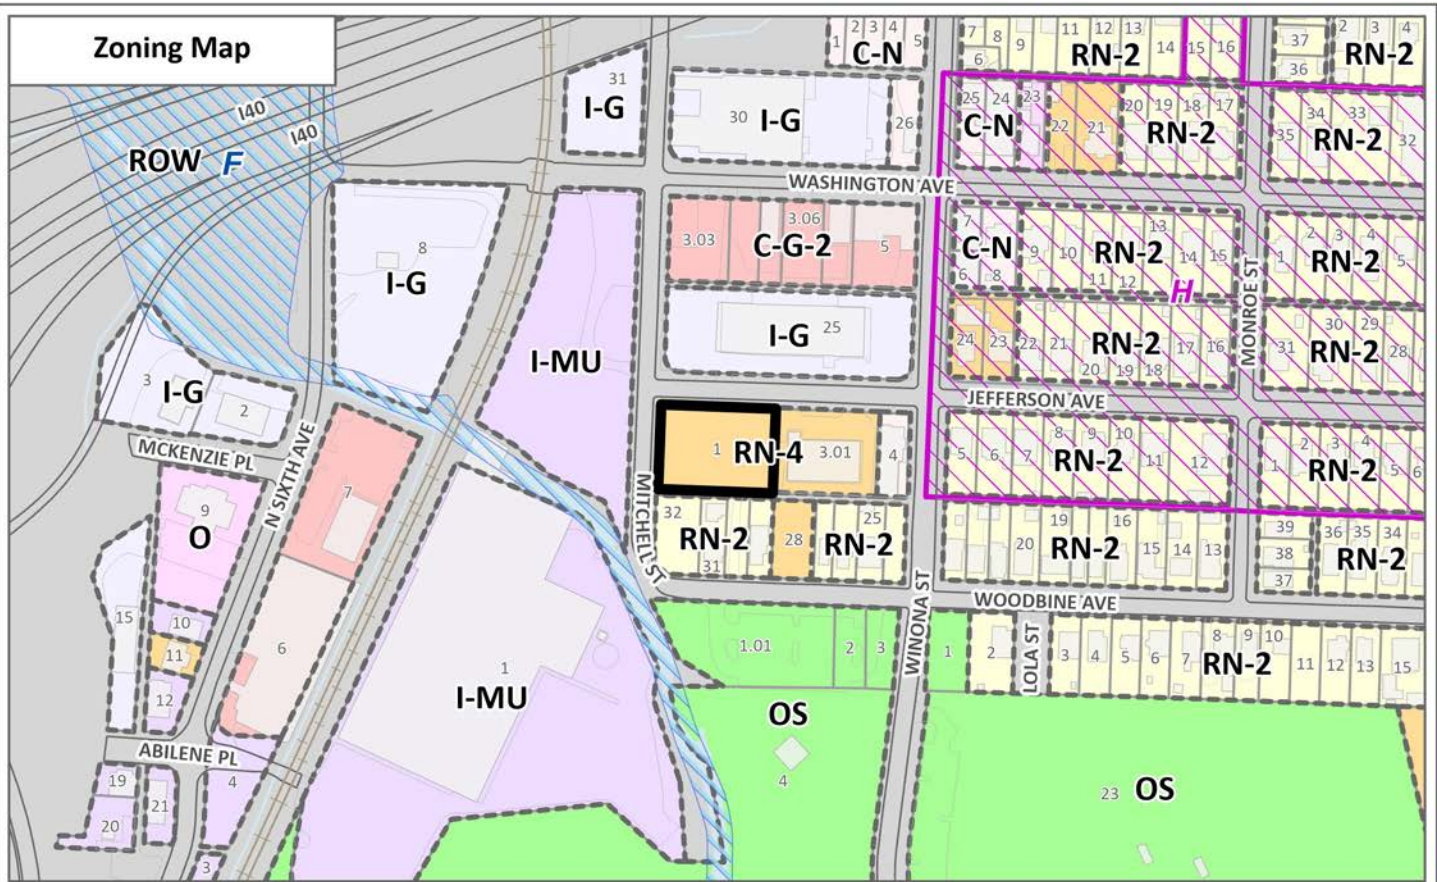 Zoning Map
2 3 4
1 5
C-N
7 8 9 11 12 13 14 15 16
6
RN-2
37 2 3 4
36 RN-2
I40
I40
ROW F
31
I-G
30 I-G 26
25 24 23 22 21 20 19 18 17
C-N RN-2
34 33
35 RN-2 32
WASHINGTON AVE
8
I-G
3.03 3.06 5
C-G-2
7
C-N
6 8
13
9 10 RN-2 14 15
11 12
H
2 3 4
1 RN-2 5
MONROE ST
I-MU
I-G 25
24 23 22 21 RN-2 17 16
20 19 18
30 29
31 RN-2 28
3 I-G 2
JEFFERSON AVE
MCKENZIE PL
N SIXTH AVE
1 RN-4 3.01 4
8 9 10
5 6 7 RN-2 11 12
2 3 4
1 RN-2 5 6
MITCHELL ST
7
9
O
32 25
RN-2 28 RN-2
31
19 16
20 RN-2 15 14 13
39 36 35 34
38 RN-2
37
WOODBINE AVE
WINONA ST
15 10
11
12
6
1
I-MU
1.01 2 3
1 2
LOLA ST
8 9 10
3 4 5 6 7 RN-2 11 12 13 15
OS
4
ABILENE PL
19 21 4
20
3
23 OS